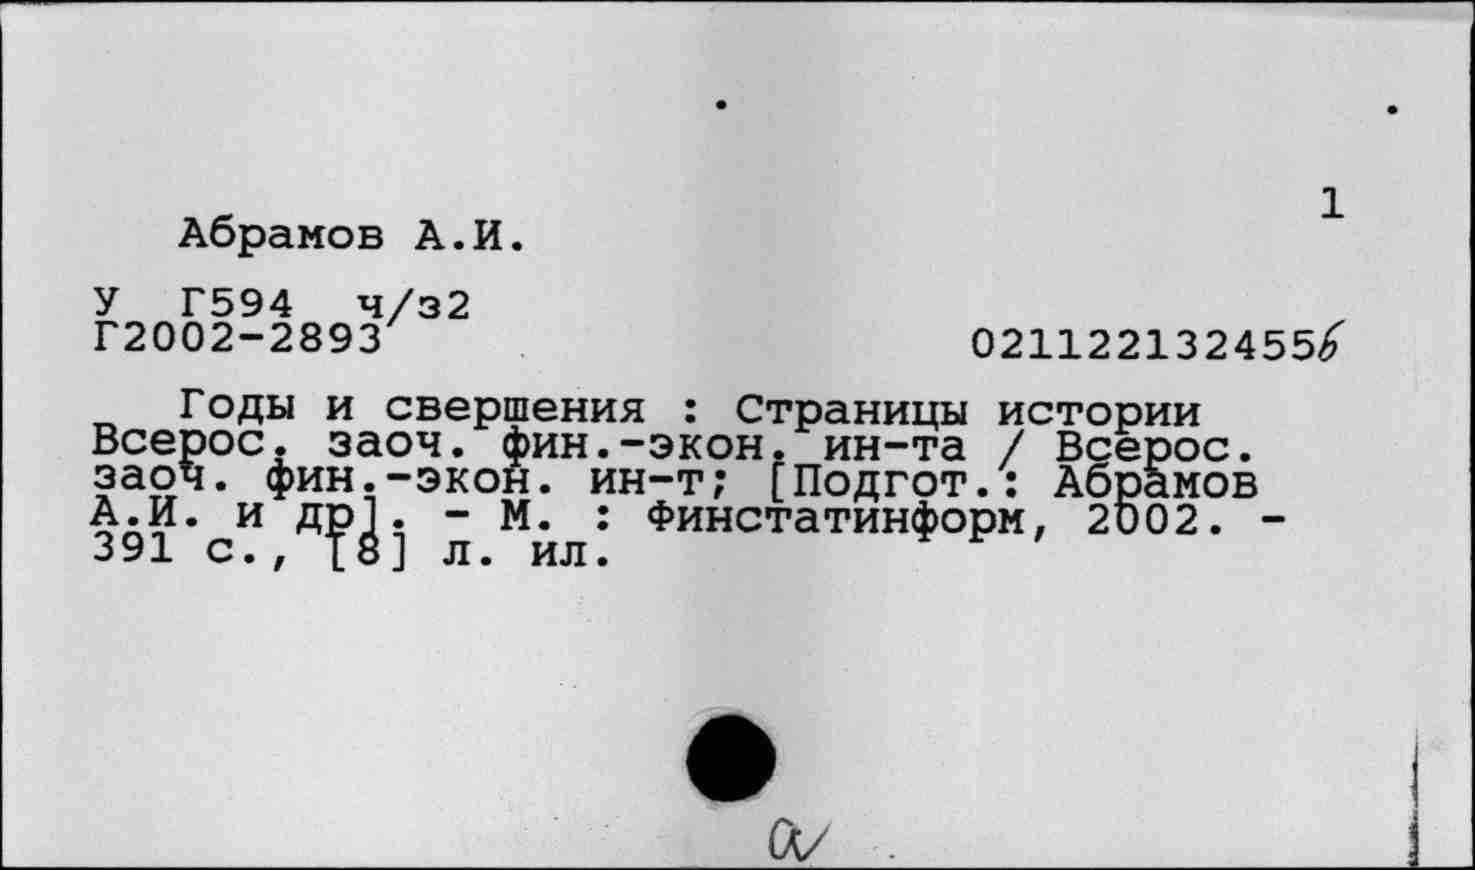 1
Абрамов А.И.
У Г594 ч/з2
Г2002-2893
0211221324556
Годы и свершения : Страницы истории
Всерос. заоч. фин.-экон. ин-та / Всерос.
заоч. фин.-экон. ин-т; [Подгот.: Абрамов
А.И. и др]. - М. : Финстатинформ, 2002. -
391 с., [8] л. ил.